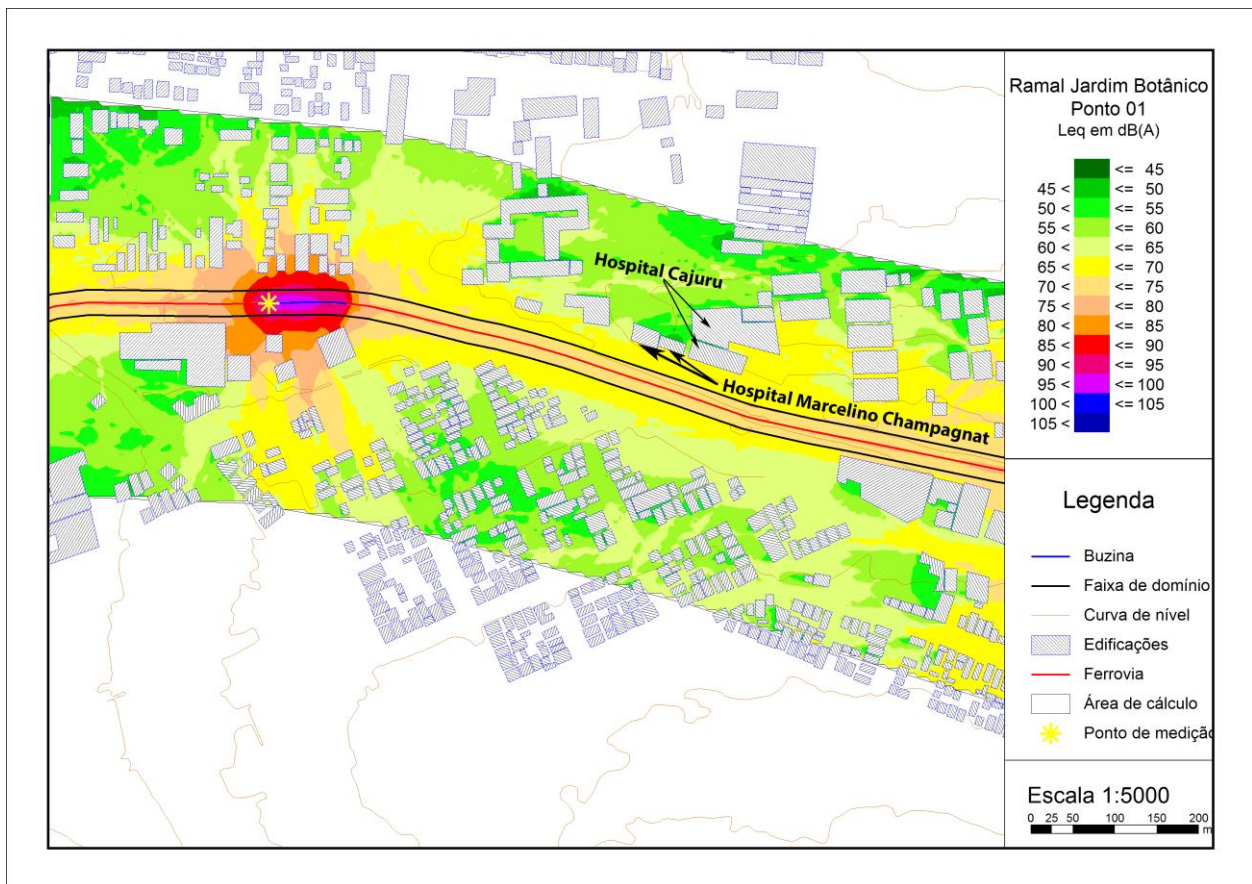 Ramal Jardim Botânico
Ponto 01
Leq em dB(A)
<= 45
45 < <= 50
50 < <= 55
55 < <= 60
60 < <= 65
65 < <= 70
70 < <= 75
75 < <= 80
80 < <= 85
85 < <= 90
90 < <= 95
95 < <= 100
100 < <= 105
105 <
Hospital Cajuru
Hospital Marcelino Champagnat
Legenda
Buzina
Faixa de domínio
Curva de nível
Edificações
Ferrovia
Área de cálculo
Ponto de medição
Escala 1:5000
0 25 50 100 150 200
m